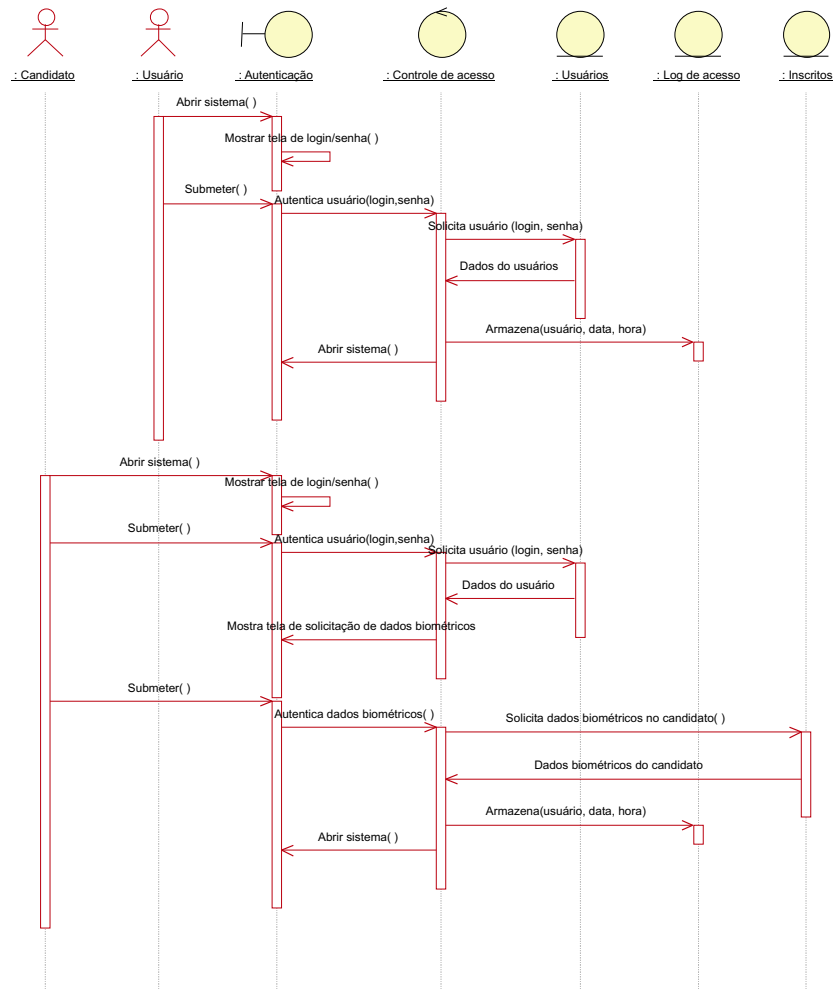 : Candidato
: Usuário
: Autenticação
: Controle de acesso
: Usuários
: Log de acesso
: Inscritos
Abrir sistema( )
Mostrar tela de login/senha( )
Submeter( )
Autentica usuário(login,senha)
Solicita usuário (login, senha)
Dados do usuários
Armazena(usuário, data, hora)
Abrir sistema( )
Abrir sistema( )
Mostrar tela de login/senha( )
Submeter( )
Autentica usuário(login,senha)
Solicita usuário (login, senha)
Dados do usuário
Mostra tela de solicitação de dados biométricos
Submeter( )
Autentica dados biométricos( )
Solicita dados biométricos no candidato( )
Dados biométricos do candidato
Armazena(usuário, data, hora)
Abrir sistema( )